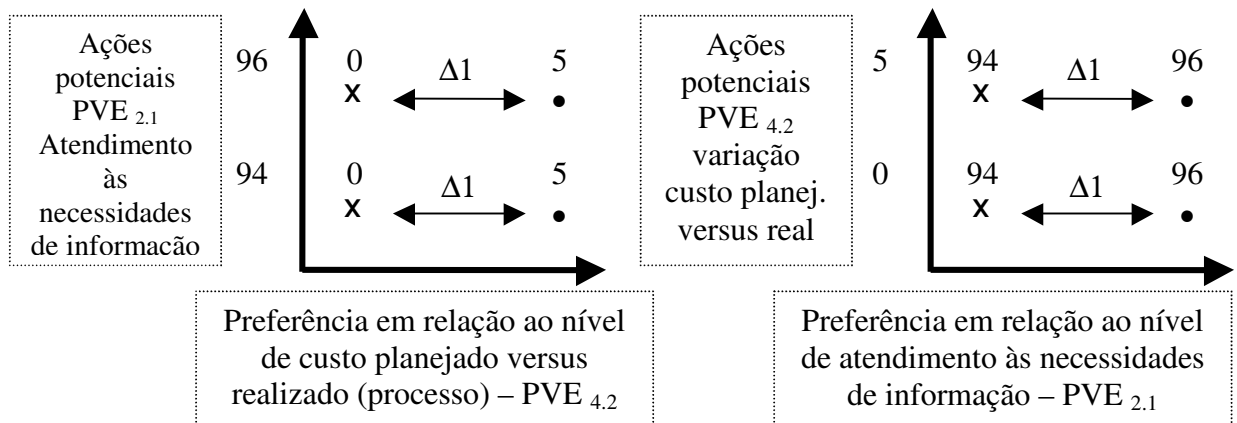 Ações
potenciais
PVE 2.1
Atendimento
às
necessidades
de informacão
96
0
Δ1
5
x
•
94
0
Δ1
5
x
•
Preferência em relação ao nível
de custo planejado versus
realizado (processo) – PVE 4.2
Ações
potenciais
PVE 4.2
variação
custo planej.
versus real
5
94
Δ1
96
x
•
0
94
Δ1
96
x
•
Preferência em relação ao nível
de atendimento às necessidades
de informação – PVE 2.1